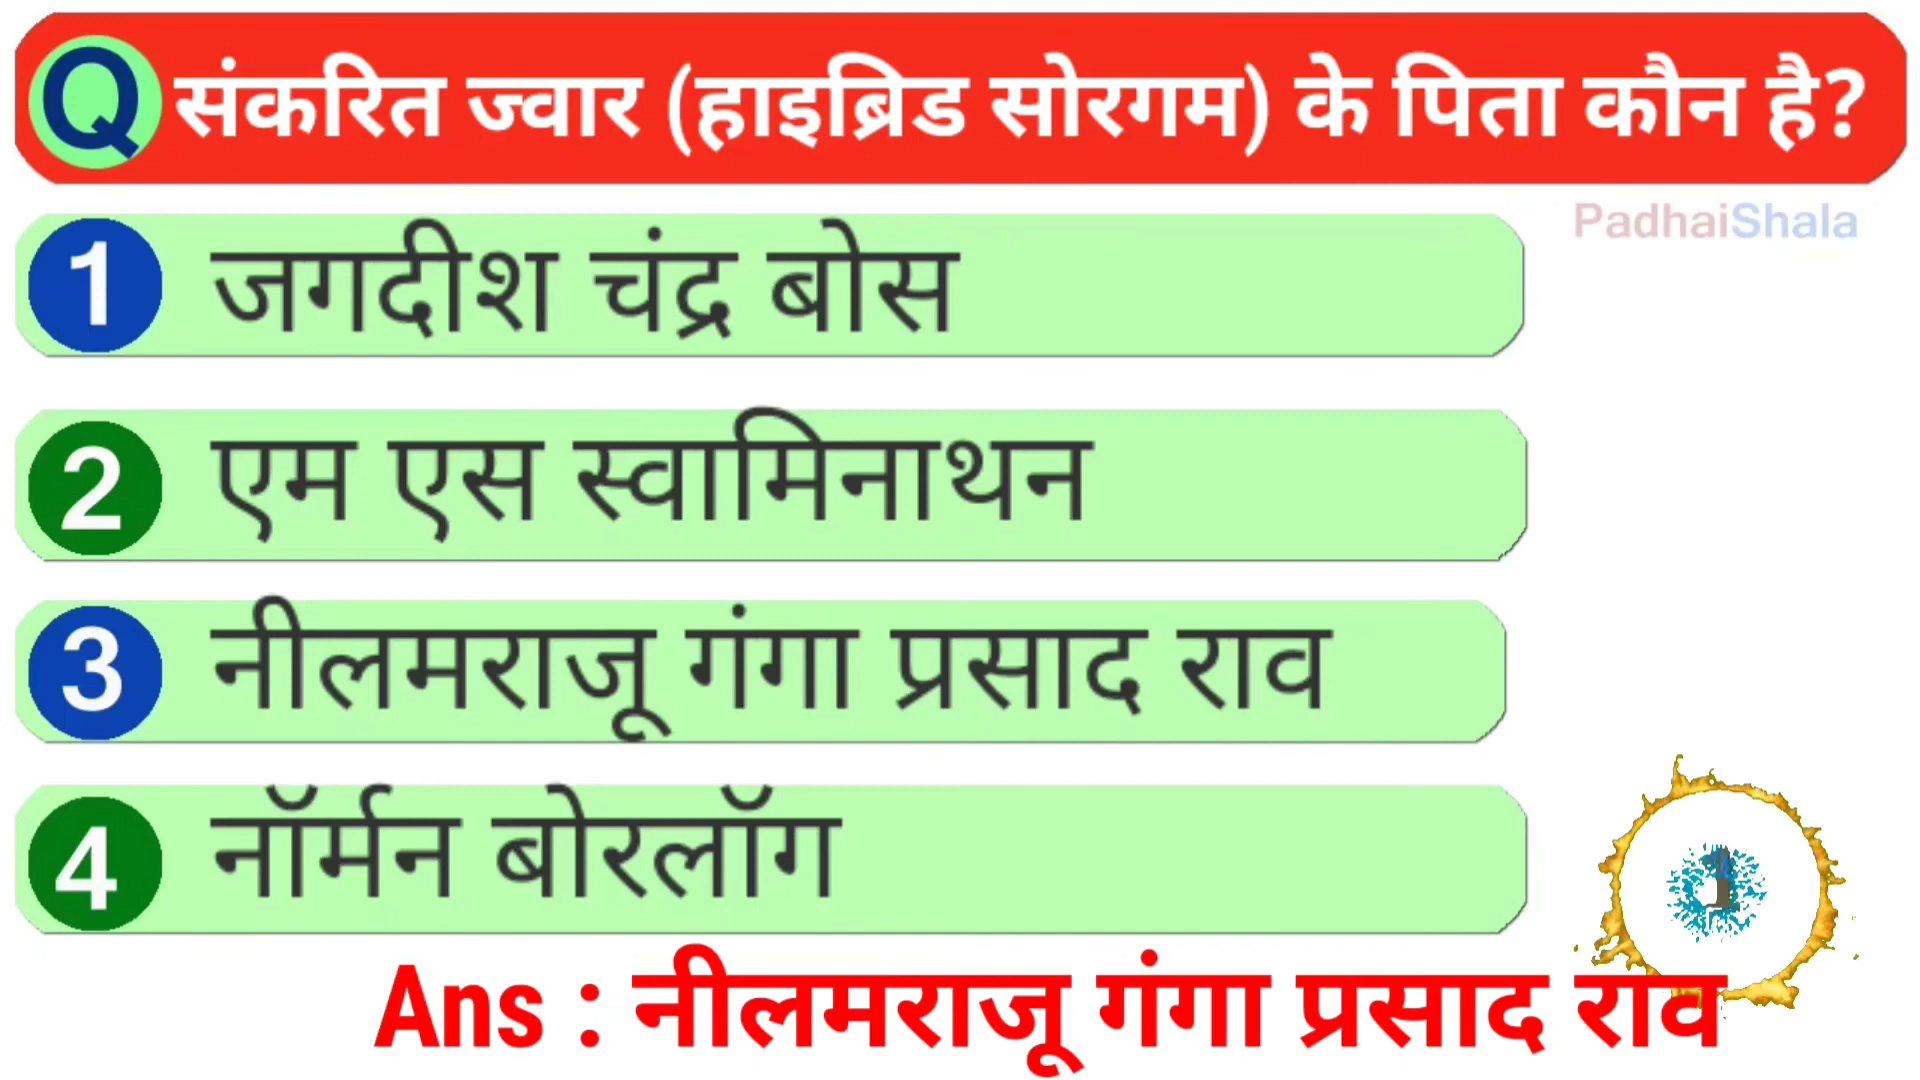 Q संकरित ज्वार (हाइब्रिड सोरगम) के पिता कौन है?
PadhaiShala
1 जगदीश चंद्र बोस
2 एम एस स्वामिनाथन
3 नीलमराजू गंगा प्रसाद राव
4 नॉर्मन बोरलॉग
1
Ans : नीलमराजू गंगा प्रसाद राव